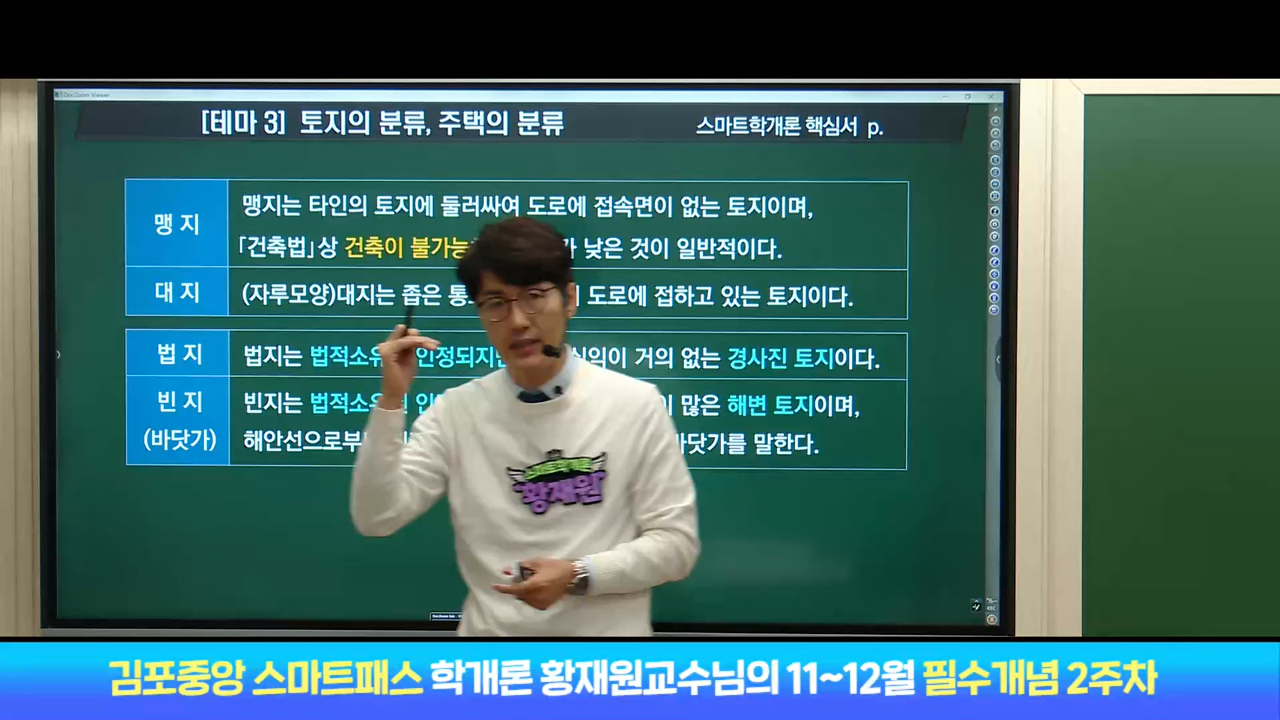 DocZoom Viewer
[테마 3] 토지의 분류, 주택의 분류
스마트학개론 핵심서 p.
맹 지
맹지는 타인의 토지에 둘러싸여 도로에 접속면이 없는 토지이며,
「건축법」상 건축이 불가능 낮은 것이 일반적이다.
대 지
(자루모양)대지는 좁은 도로에 접하고 있는 토지이다.
법 지
법지는 법적소유 인정되지 거의 없는 경사진 토지이다.
빈 지
(바닷가)
빈지는 법적소유 많은 해변 토지이며,
해안선으로부 바닷가를 말한다.
스마트학개론
황재원
김포중앙 스마트패스 학개론 황재원교수님의 11~12월 필수개념 2주차